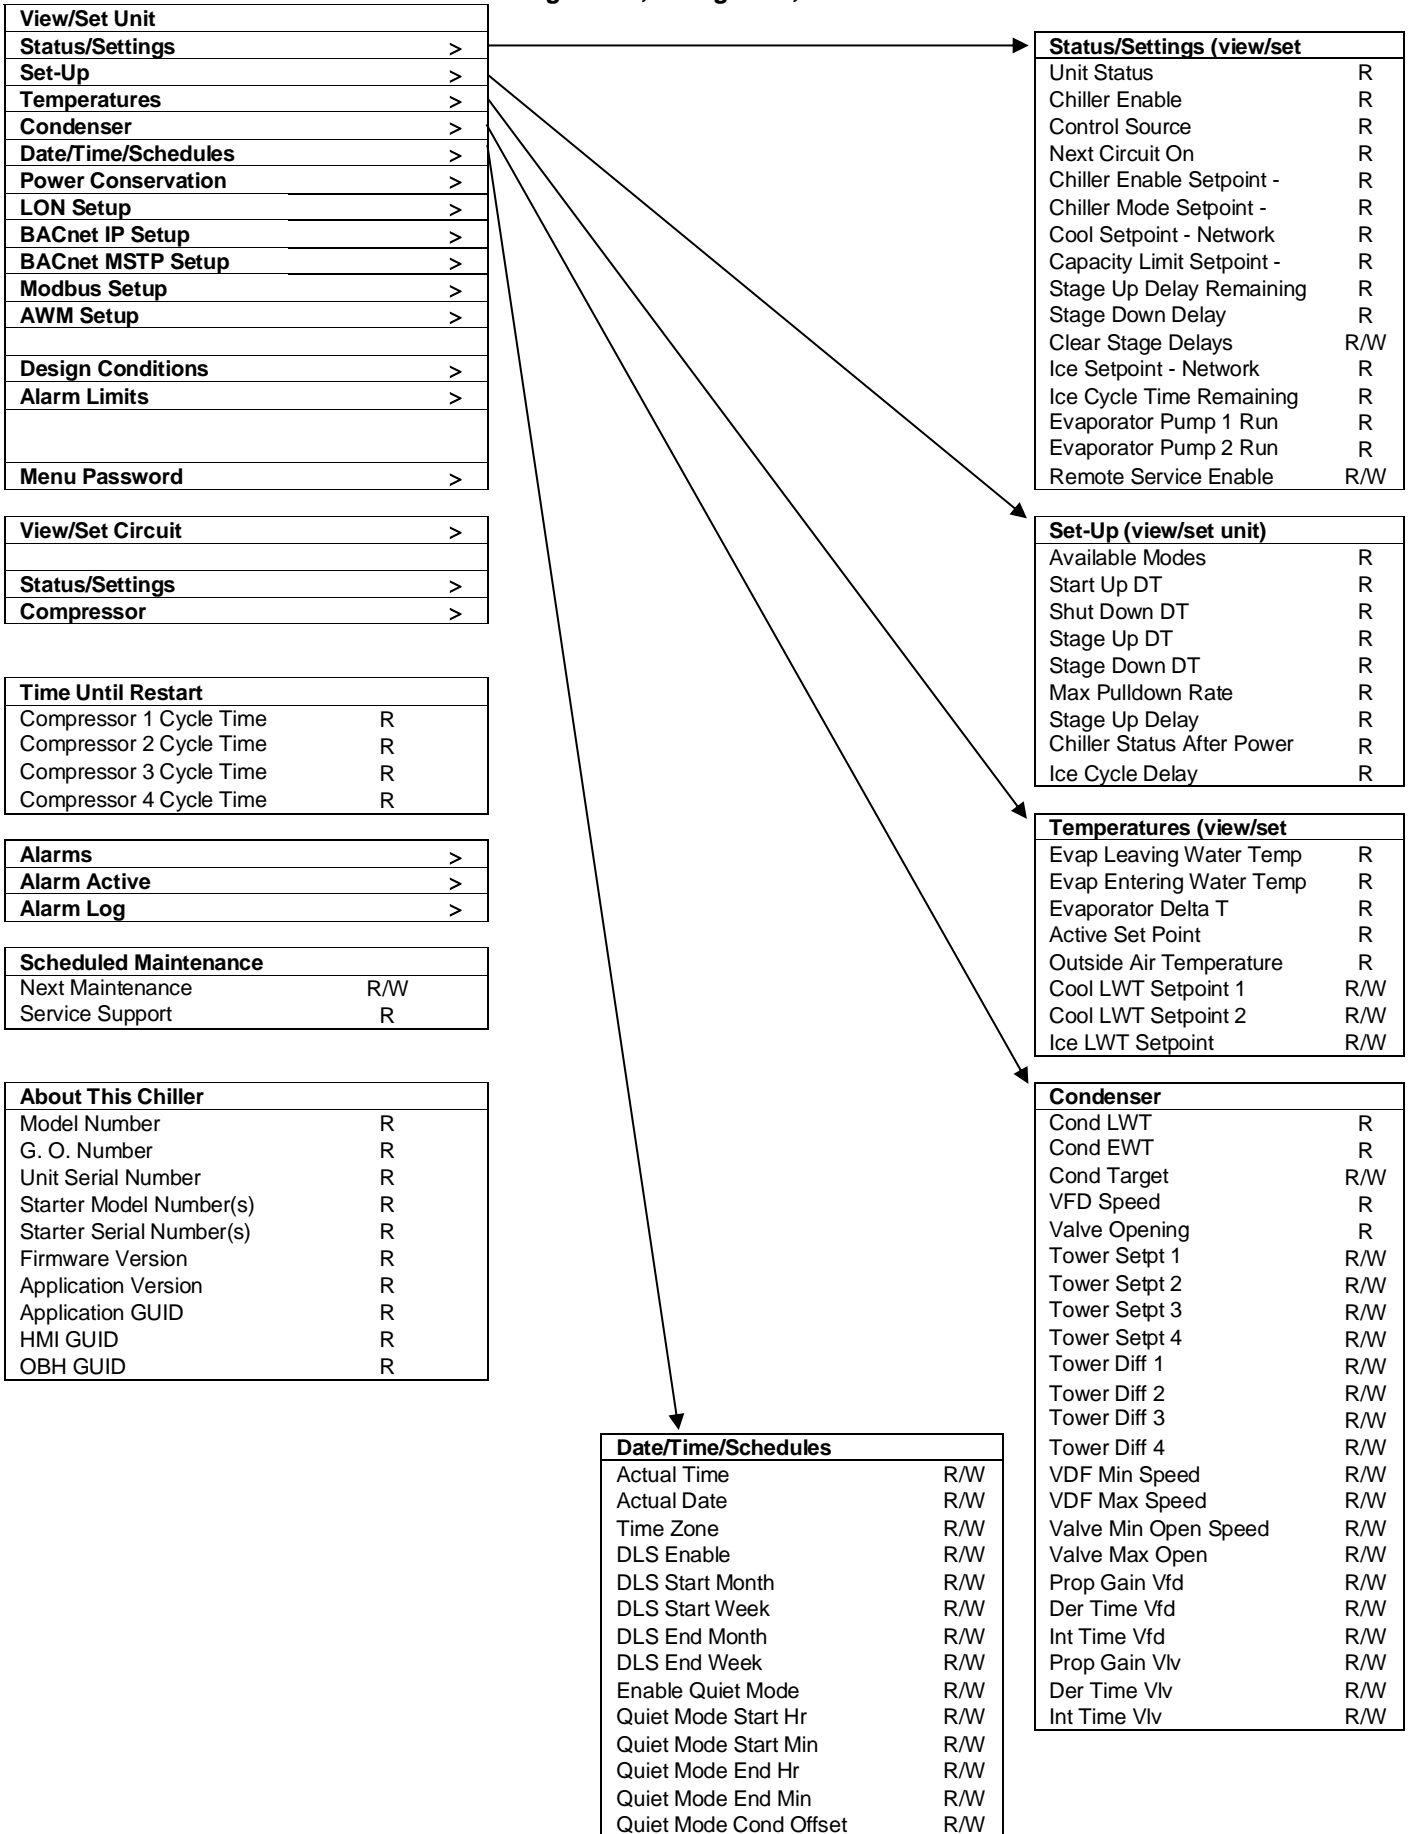 View/Set Unit
Status/Settings >
Set-Up >
Temperatures >
Condenser >
Date/Time/Schedules >
Power Conservation >
LON Setup >
BACnet IP Setup >
BACnet MSTP Setup >
Modbus Setup >
AWM Setup >
Design Conditions >
Alarm Limits >
Menu Password >
View/Set Circuit >
Status/Settings >
Compressor >
Time Until Restart
Compressor 1 Cycle Time R
Compressor 2 Cycle Time R
Compressor 3 Cycle Time R
Compressor 4 Cycle Time R
Alarms >
Alarm Active >
Alarm Log >
Scheduled Maintenance
Next Maintenance R/W
Service Support R
About This Chiller
Model Number R
G. O. Number R
Unit Serial Number R
Starter Model Number(s) R
Starter Serial Number(s) R
Firmware Version R
Application Version R
Application GUID R
HMI GUID R
OBH GUID R
Status/Settings (view/set
Unit Status R
Chiller Enable R
Control Source R
Next Circuit On R
Chiller Enable Setpoint - R
Chiller Mode Setpoint - R
Cool Setpoint - Network R
Capacity Limit Setpoint - R
Stage Up Delay Remaining R
Stage Down Delay R
Clear Stage Delays R/W
Ice Setpoint - Network R
Ice Cycle Time Remaining R
Evaporator Pump 1 Run R
Evaporator Pump 2 Run R
Remote Service Enable R/W
Set-Up (view/set unit)
Available Modes R
Start Up DT R
Shut Down DT R
Stage Up DT R
Stage Down DT R
Max Pulldown Rate R
Stage Up Delay R
Chiller Status After Power R
Ice Cycle Delay R
Temperatures (view/set
Evap Leaving Water Temp R
Evap Entering Water Temp R
Evaporator Delta T R
Active Set Point R
Outside Air Temperature R
Cool LWT Setpoint 1 R/W
Cool LWT Setpoint 2 R/W
Ice LWT Setpoint R/W
Condenser
Cond LWT R
Cond EWT R
Cond Target R/W
VFD Speed R
Valve Opening R
Tower Setpt 1 R/W
Tower Setpt 2 R/W
Tower Setpt 3 R/W
Tower Setpt 4 R/W
Tower Diff 1 R/W
Tower Diff 2 R/W
Tower Diff 3 R/W
Tower Diff 4 R/W
VDF Min Speed R/W
VDF Max Speed R/W
Valve Min Open Speed R/W
Valve Max Open R/W
Prop Gain Vfd R/W
Der Time Vfd R/W
Int Time Vfd R/W
Prop Gain Vlv R/W
Der Time Vlv R/W
Int Time Vlv R/W
Date/Time/Schedules
Actual Time R/W
Actual Date R/W
Time Zone R/W
DLS Enable R/W
DLS Start Month R/W
DLS Start Week R/W
DLS End Month R/W
DLS End Week R/W
Enable Quiet Mode R/W
Quiet Mode Start Hr R/W
Quiet Mode Start Min R/W
Quiet Mode End Hr R/W
Quiet Mode End Min R/W
Quiet Mode Cond Offset R/W